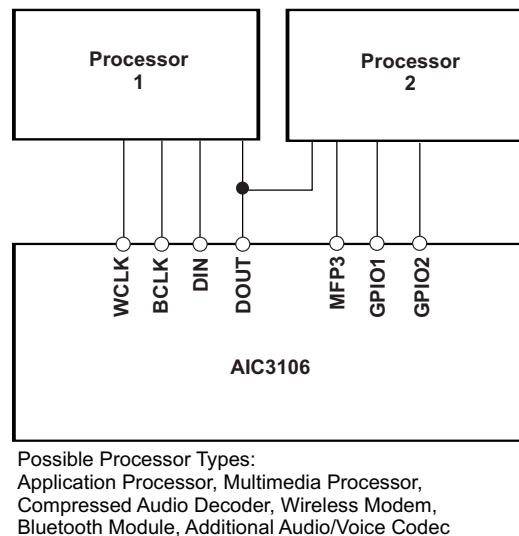 Processor
1
Processor
2
WCLK
BCLK
DIN
DOUT
MFP3
GPIO1
GPIO2
AIC3106
Possible Processor Types:
Application Processor, Multimedia Processor,
Compressed Audio Decoder, Wireless Modem,
Bluetooth Module, Additional Audio/Voice Codec